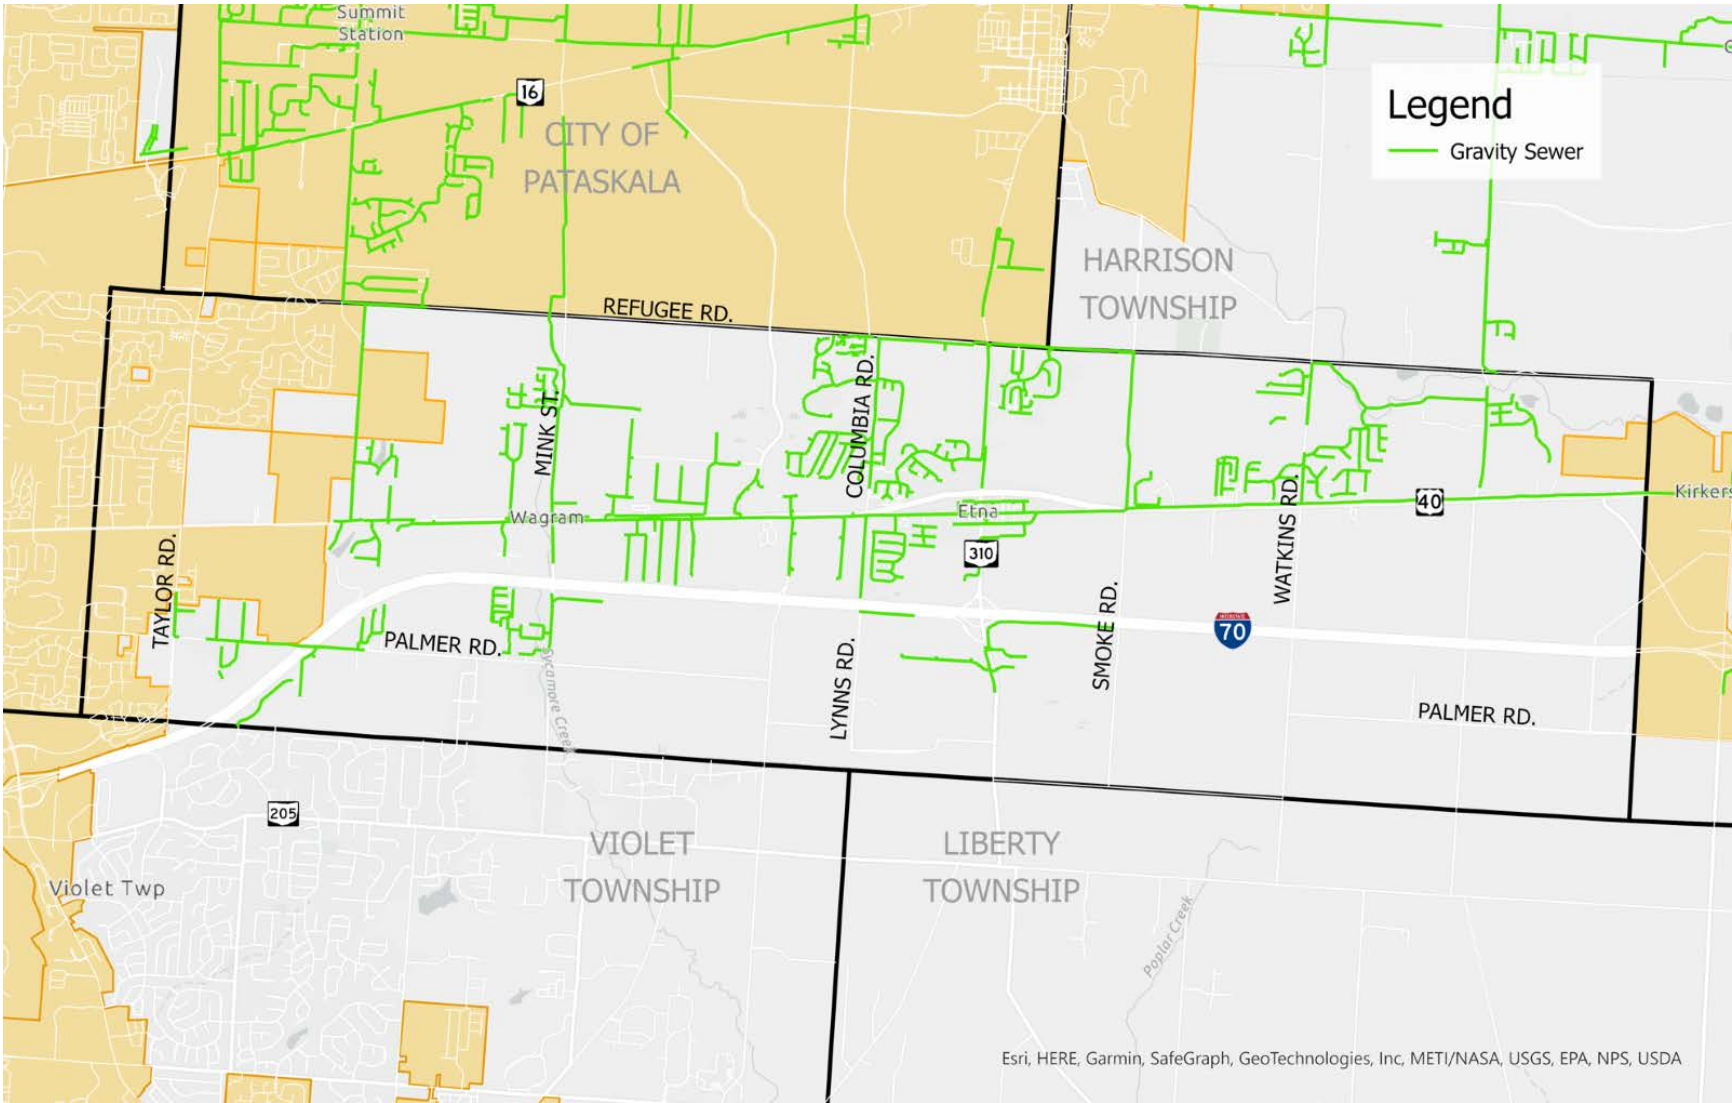 Summit
Station
16
CITY OF
PATASKALA
Legend
Gravity Sewer
HARRISON
TOWNSHIP
REFUGEE RD.
MINK ST.
COLUMBIA RD.
Wagram
Etna
40
Kirkers
310
TAYLOR RD.
WATKINS RD.
SMOKE RD.
INTERSTATE
70
PALMER RD.
LYNNS RD.
Sycamore Creek
PALMER RD.
205
VIOLET
TOWNSHIP
LIBERTY
TOWNSHIP
Violet Twp
Poplar Creek
Esri, HERE, Garmin, SafeGraph, GeoTechnologies, Inc, METI/NASA, USGS, EPA, NPS, USDA